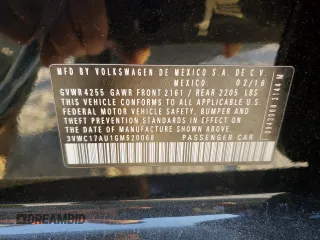 MFD. BY VOLKSWAGEN DE MEXICO S.A. DE C.V.
MEXICO 02/16
GVWR 4255 GAWR FRONT 2161 / REAR 2205 LBS
THIS VEHICLE CONFORMS TO ALL APPLICABLE U.S.
FEDERAL MOTOR VEHICLE SAFETY, BUMPER, AND
THEFT PREVENTION STANDARDS IN EFFECT ON
THE DATE OF MANUFACTURE SHOWN ABOVE.
3VWC17AU1GM520068 PASSENGER CAR
DREAMBID